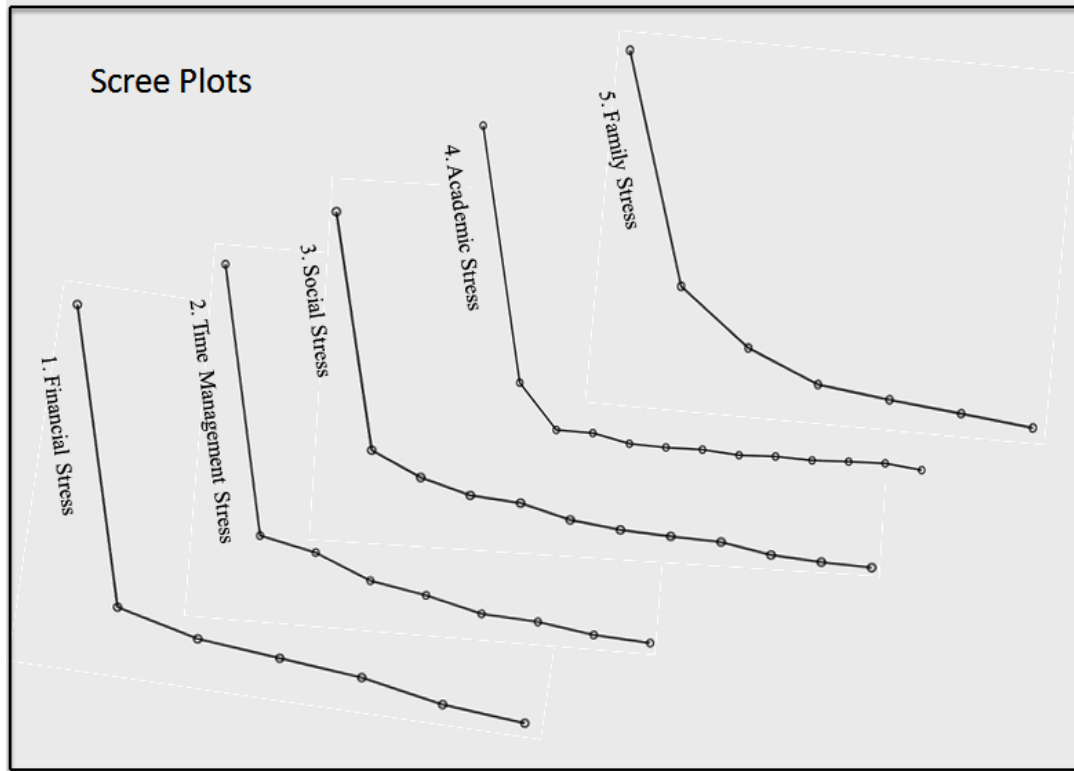 Scree Plots
1. Financial Stress
2. Time Management Stress
3. Social Stress
4. Academic Stress
5. Family Stress